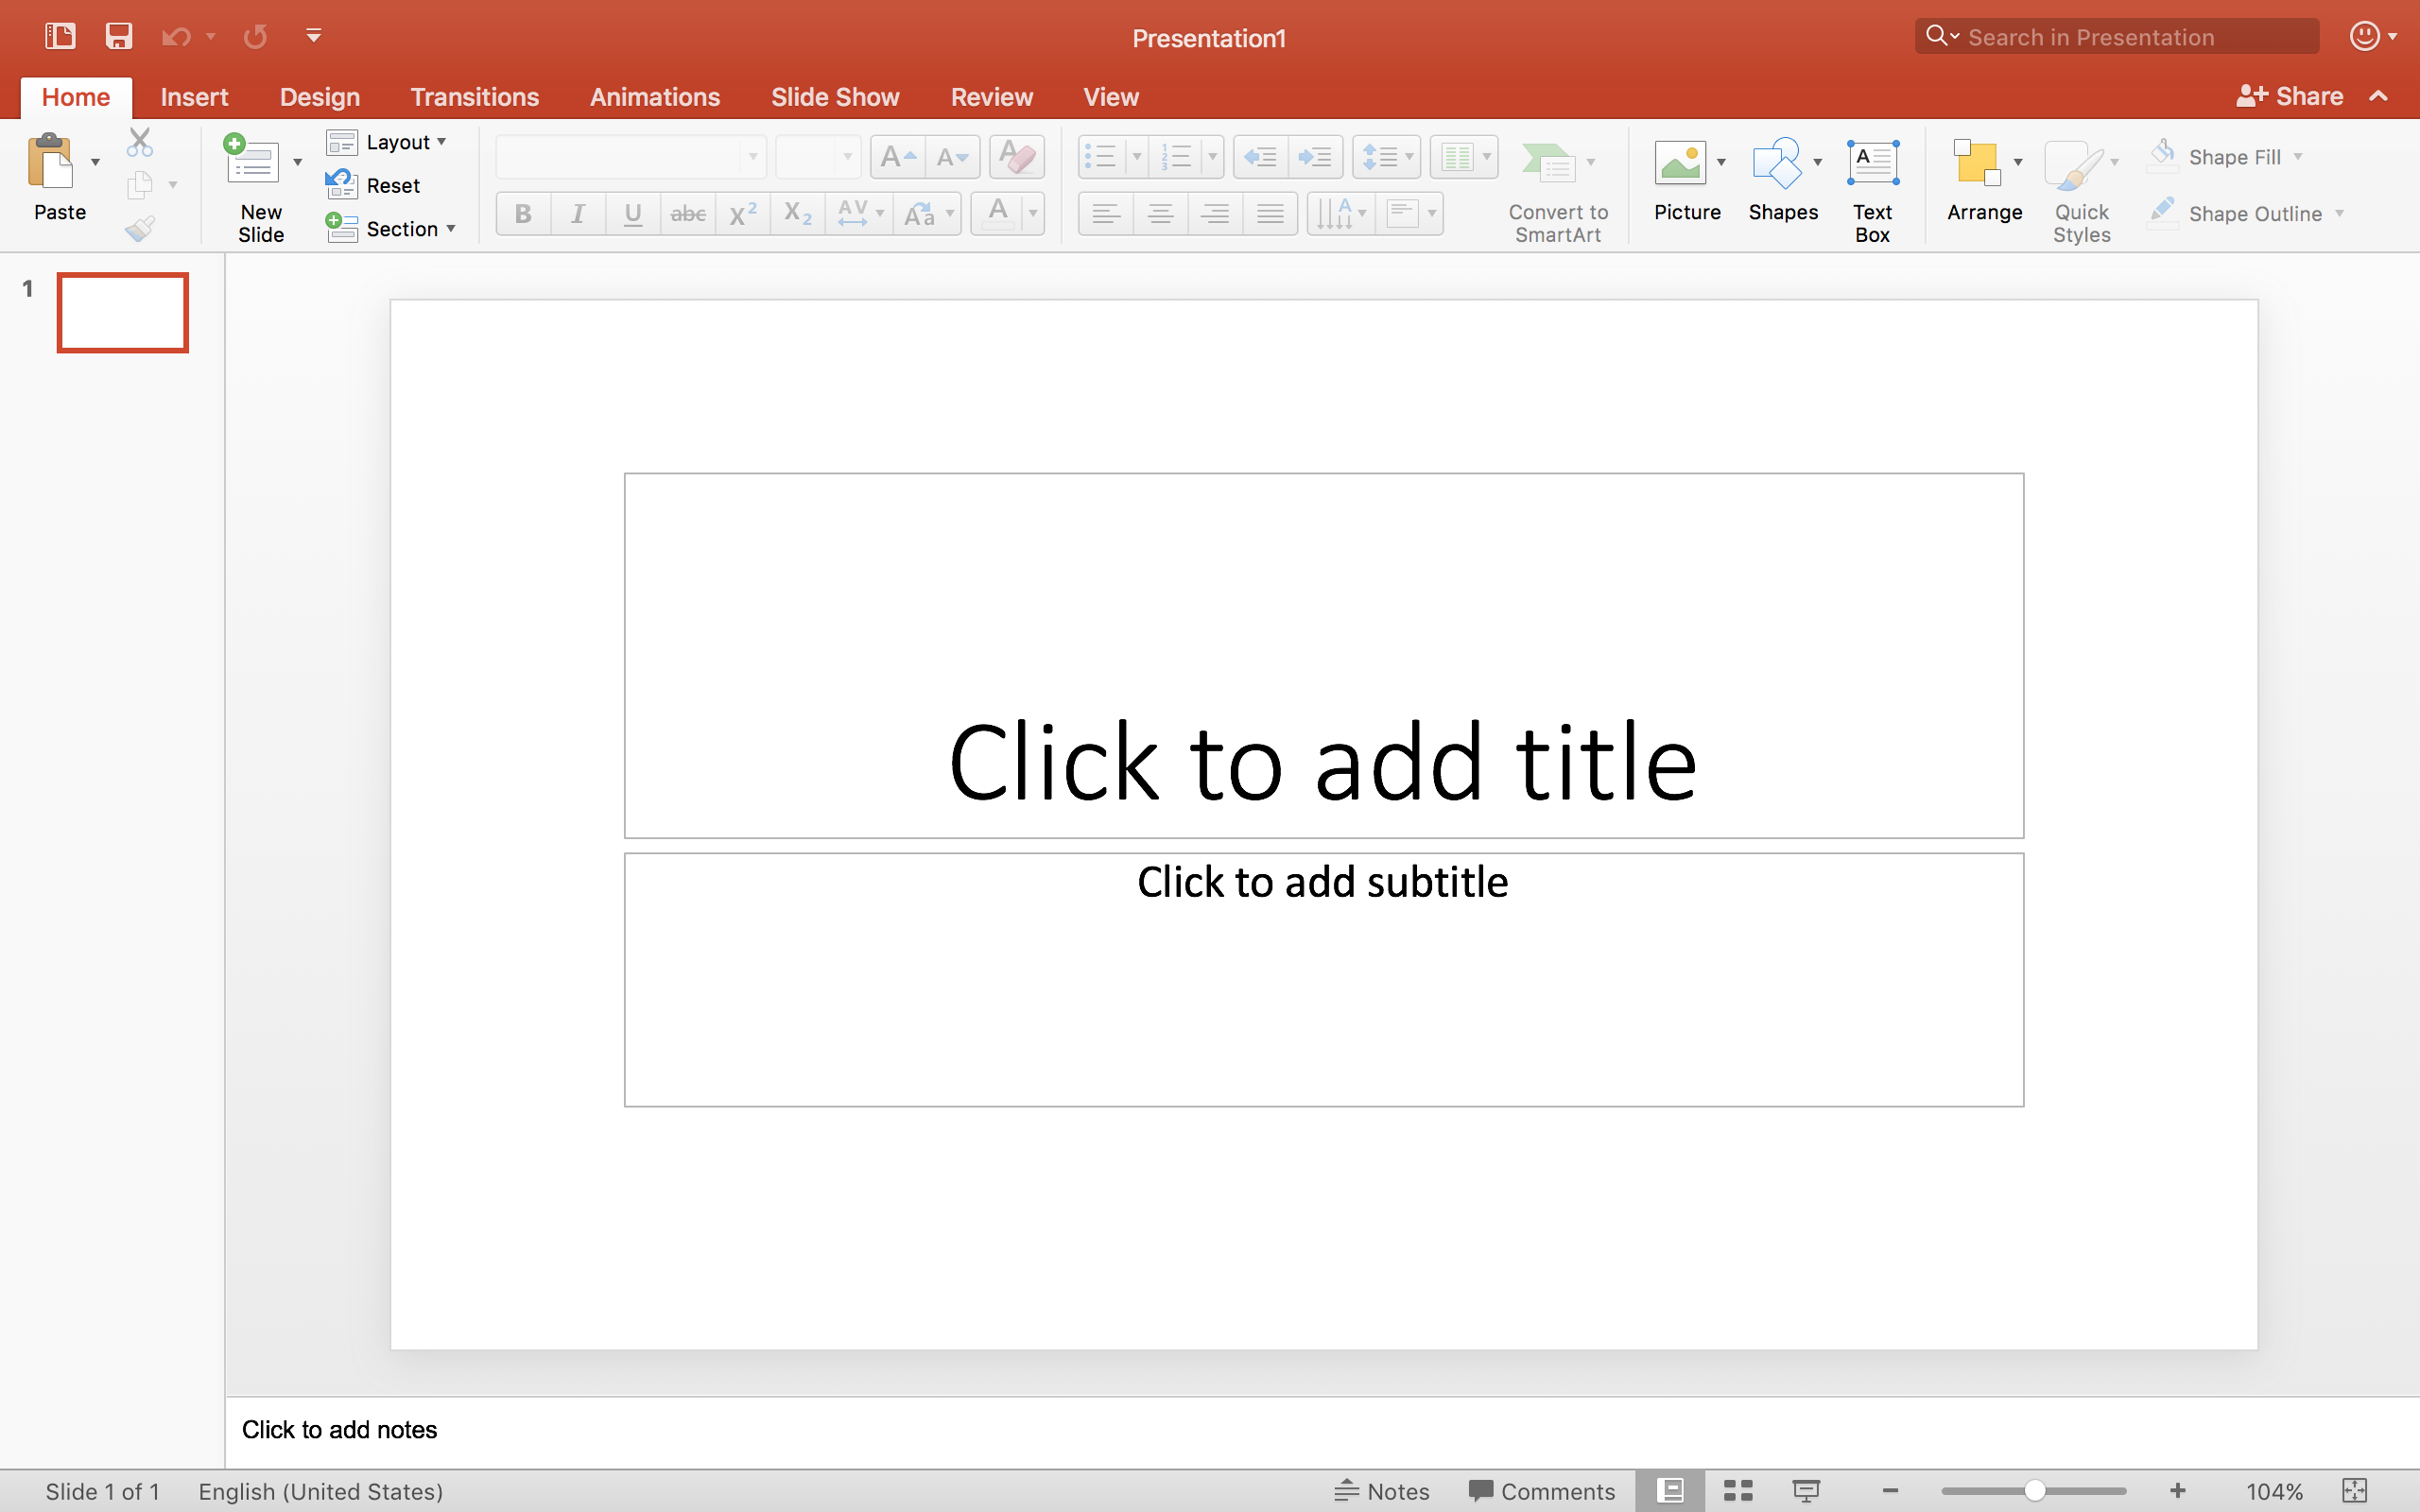 Presentation1
Search in Presentation
Home Insert Design Transitions Animations Slide Show Review View Share
Paste
New Slide
Layout
Reset
Section
A A A
B I U abc X² X₂ AV Aa A
Convert to SmartArt
Picture
Shapes
A
Text Box
Arrange
Quick Styles
Shape Fill
Shape Outline
1
Click to add title
Click to add subtitle
Click to add notes
Slide 1 of 1 English (United States) Notes Comments 104%